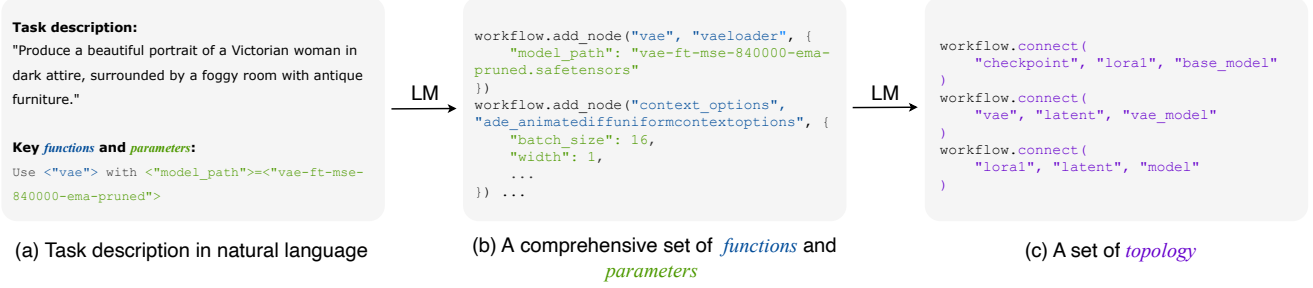 Task description:
"Produce a beautiful portrait of a Victorian woman in
dark attire, surrounded by a foggy room with antique
furniture."
Key functions and parameters:
Use <"vae"> with <"model_path">=<"vae-ft-mse-
840000-ema-pruned">
(a) Task description in natural language
LM
workflow.add_node("vae", "vaeloader", {
"model_path": "vae-ft-mse-840000-ema-
pruned.safetensors"
})
workflow.add_node("context_options",
"ade_animatediffuniformcontextoptions", {
"batch_size": 16,
"width": 1,
...
}) ...
(b) A comprehensive set of functions and
parameters
LM
workflow.connect(
"checkpoint", "lora1", "base_model"
)
workflow.connect(
"vae", "latent", "vae_model"
)
workflow.connect(
"lora1", "latent", "model"
)
(c) A set of topology